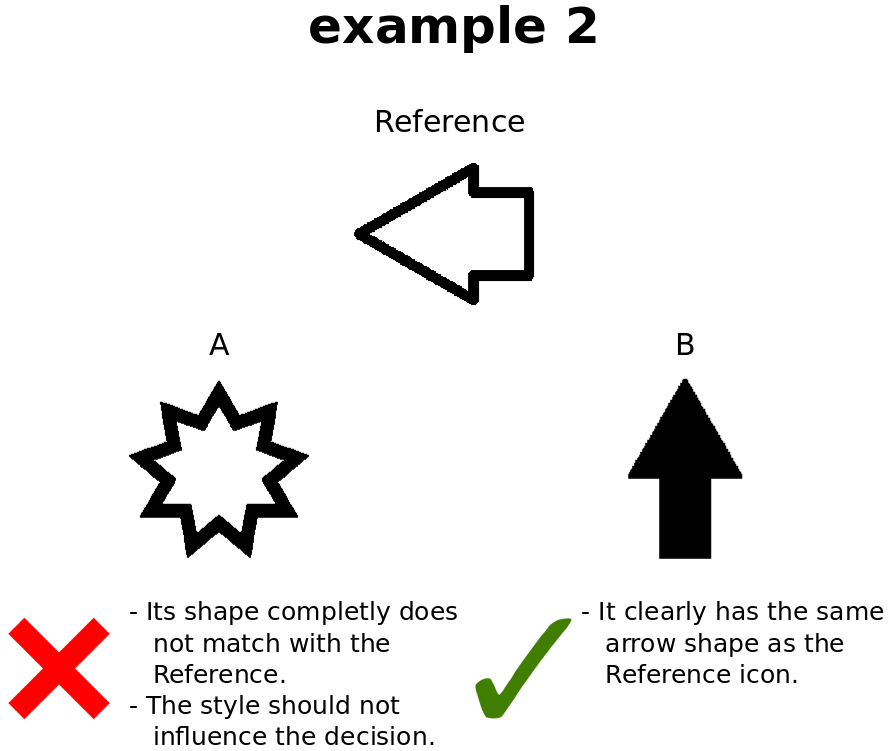 example 2
Reference
A
B
- Its shape completly does
not match with the
Reference.
- The style should not
influence the decision.
- It clearly has the same
arrow shape as the
Reference icon.